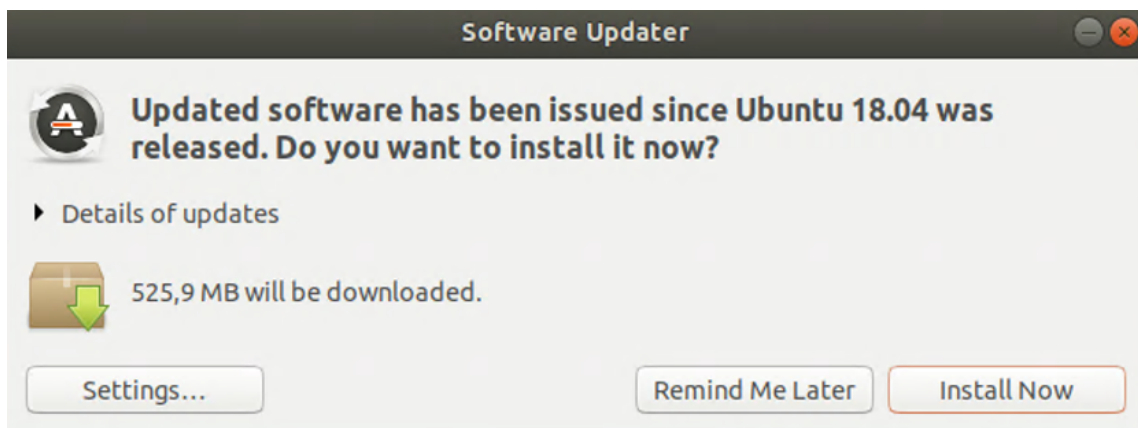 Software Updater
Updated software has been issued since Ubuntu 18.04 was
released. Do you want to install it now?
Details of updates
525,9 MB will be downloaded.
Settings...
Remind Me Later
Install Now